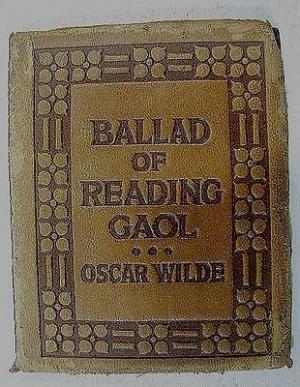 BALLAD
OF
READING
GAOL
• • •
OSCAR WILDE